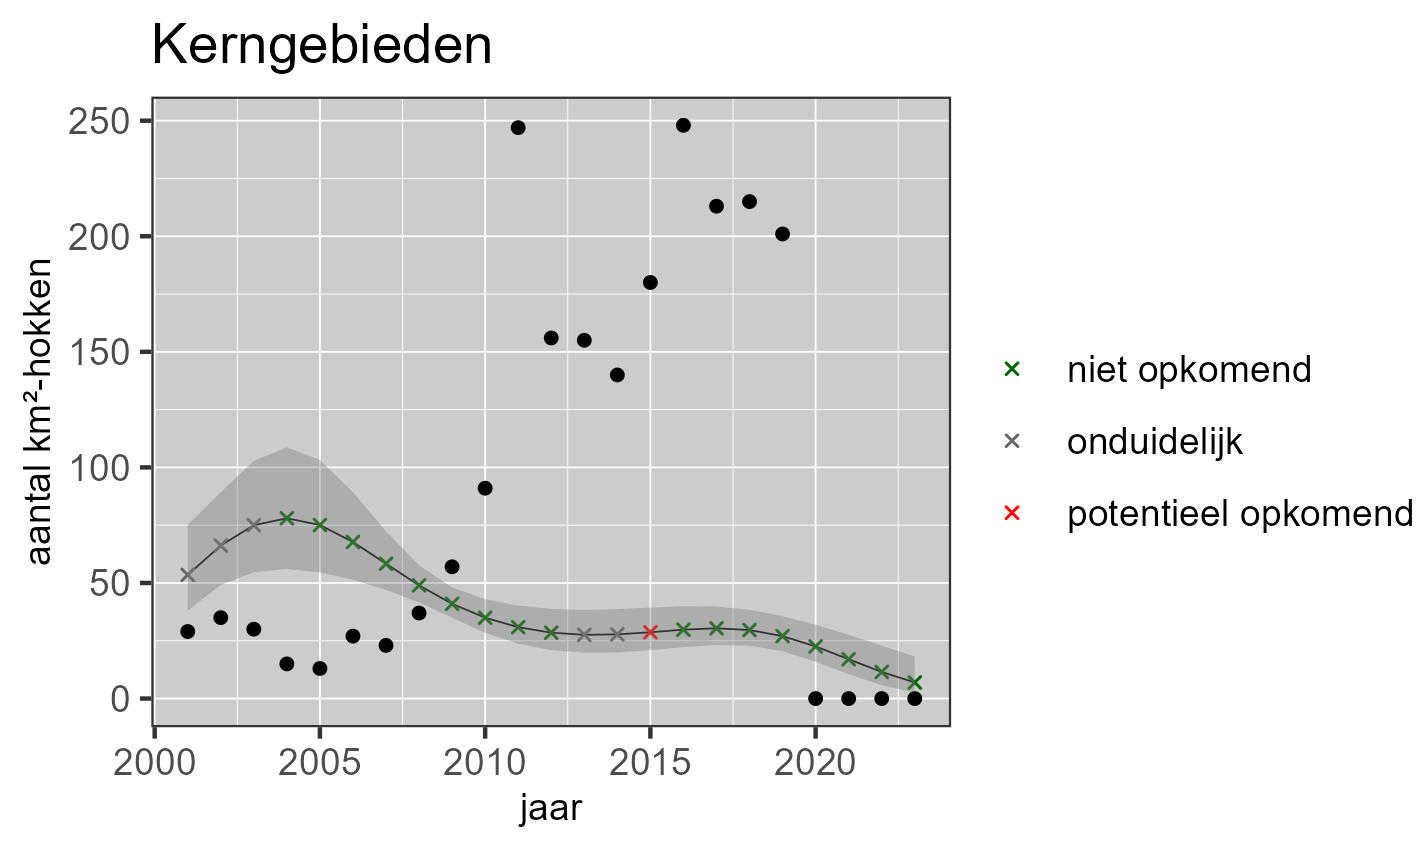 Kerngebieden
250
200
150
100
50
0
aantal km²-hokken
2000 2005 2010 2015 2020
jaar
niet opkomend
onduidelijk
potentieel opkomend